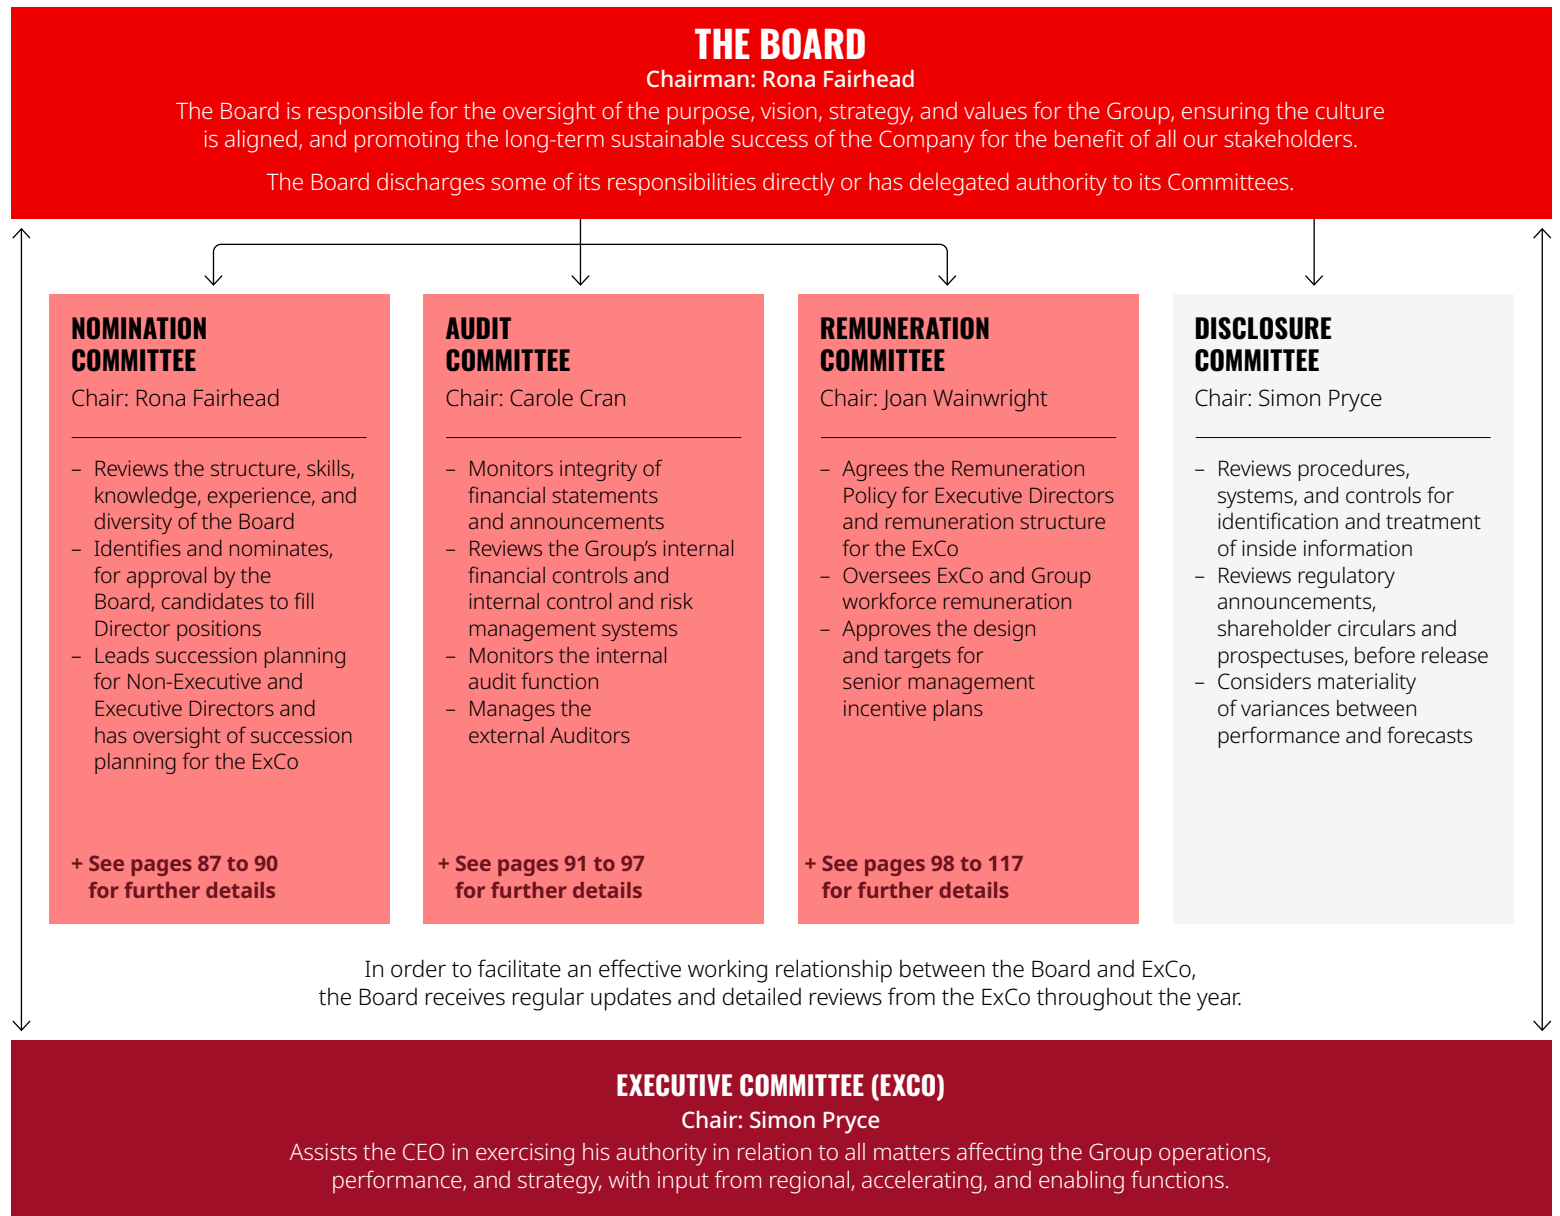 THE BOARD
Chairman: Rona Fairhead
The Board is responsible for the oversight of the purpose, vision, strategy, and values for the Group, ensuring the culture
is aligned, and promoting the long-term sustainable success of the Company for the benefit of all our stakeholders.
The Board discharges some of its responsibilities directly or has delegated authority to its Committees.
NOMINATION
COMMITTEE
Chair: Rona Fairhead
– Reviews the structure, skills,
knowledge, experience, and
diversity of the Board
– Identifies and nominates,
for approval by the
Board, candidates to fill
Director positions
– Leads succession planning
for Non-Executive and
Executive Directors and
has oversight of succession
planning for the ExCo
+ See pages 87 to 90
for further details
AUDIT
COMMITTEE
Chair: Carole Cran
– Monitors integrity of
financial statements
and announcements
– Reviews the Group’s internal
financial controls and
internal control and risk
management systems
– Monitors the internal
audit function
– Manages the
external Auditors
+ See pages 91 to 97
for further details
REMUNERATION
COMMITTEE
Chair: Joan Wainwright
– Agrees the Remuneration
Policy for Executive Directors
and remuneration structure
for the ExCo
– Oversees ExCo and Group
workforce remuneration
– Approves the design
and targets for
senior management
incentive plans
+ See pages 98 to 117
for further details
DISCLOSURE
COMMITTEE
Chair: Simon Pryce
– Reviews procedures,
systems, and controls for
identification and treatment
of inside information
– Reviews regulatory
announcements,
shareholder circulars and
prospectuses, before release
– Considers materiality
of variances between
performance and forecasts
In order to facilitate an effective working relationship between the Board and ExCo,
the Board receives regular updates and detailed reviews from the ExCo throughout the year.
EXECUTIVE COMMITTEE (EXCO)
Chair: Simon Pryce
Assists the CEO in exercising his authority in relation to all matters affecting the Group operations,
performance, and strategy, with input from regional, accelerating, and enabling functions.